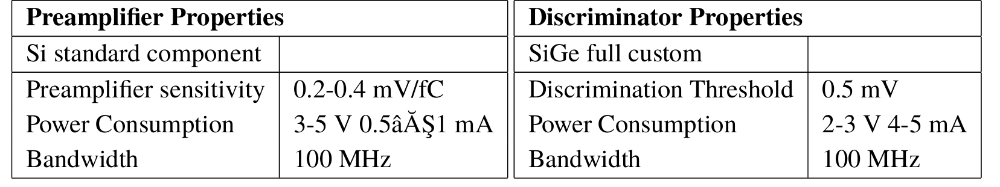 Preamplifier Properties
Si standard component
Preamplifier sensitivity 0.2-0.4 mV/fC
Power Consumption 3-5 V 0.5âĂŞ1 mA
Bandwidth 100 MHz
Discriminator Properties
SiGe full custom
Discrimination Threshold 0.5 mV
Power Consumption 2-3 V 4-5 mA
Bandwidth 100 MHz